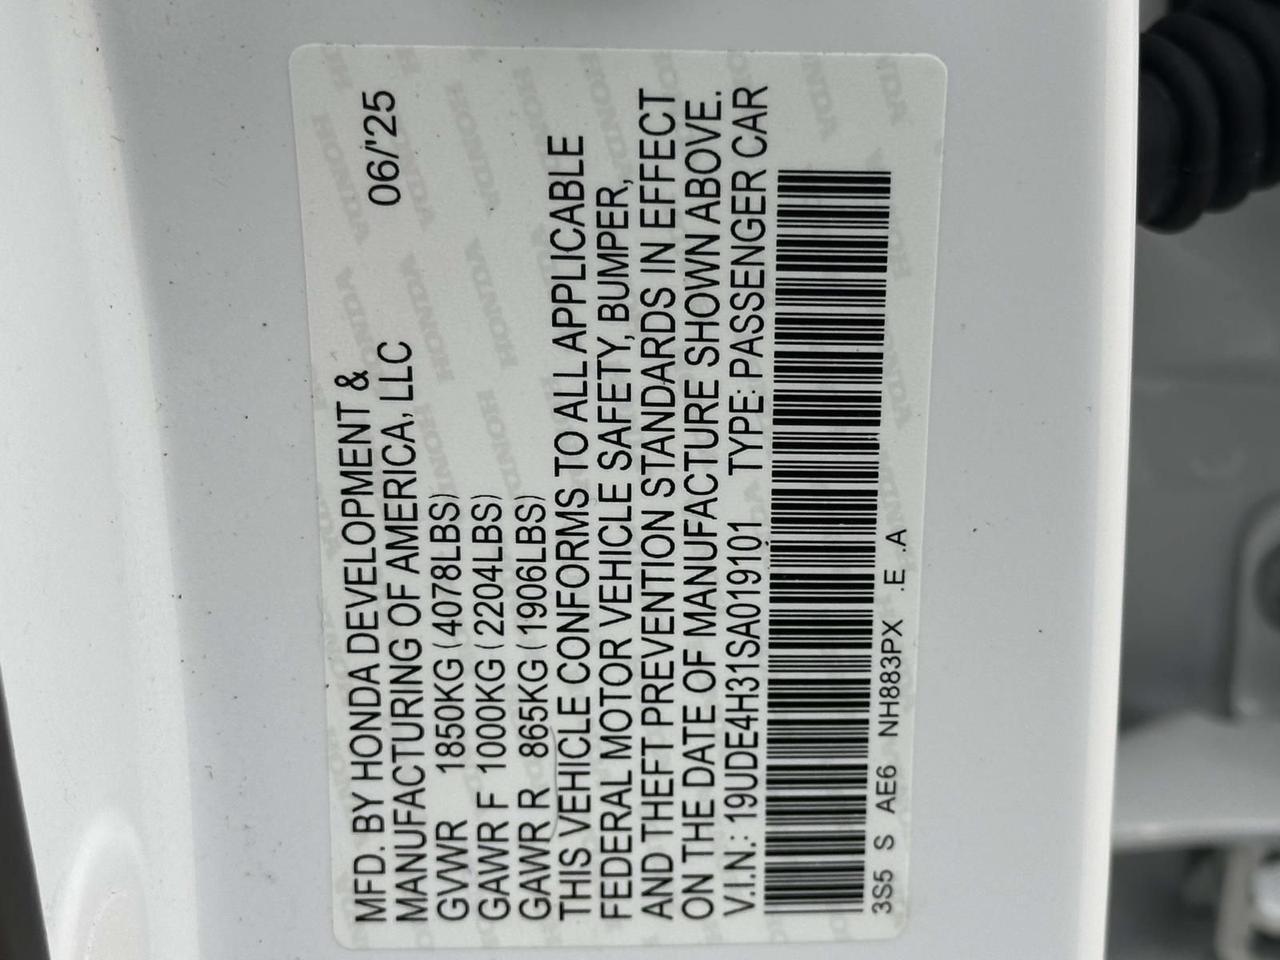 MFD. BY HONDA DEVELOPMENT &
MANUFACTURING OF AMERICA, LLC 06/'25
GVWR 1850KG (4078LBS)
GAWR F 1000KG (2204LBS)
GAWR R 865KG (1906LBS)
THIS VEHICLE CONFORMS TO ALL APPLICABLE
FEDERAL MOTOR VEHICLE SAFETY, BUMPER,
AND THEFT PREVENTION STANDARDS IN EFFECT
ON THE DATE OF MANUFACTURE SHOWN ABOVE.
V.I.N.: 19UDE4H31SA019101 TYPE: PASSENGER CAR
3S5 S AE6 NH883PX .E .A